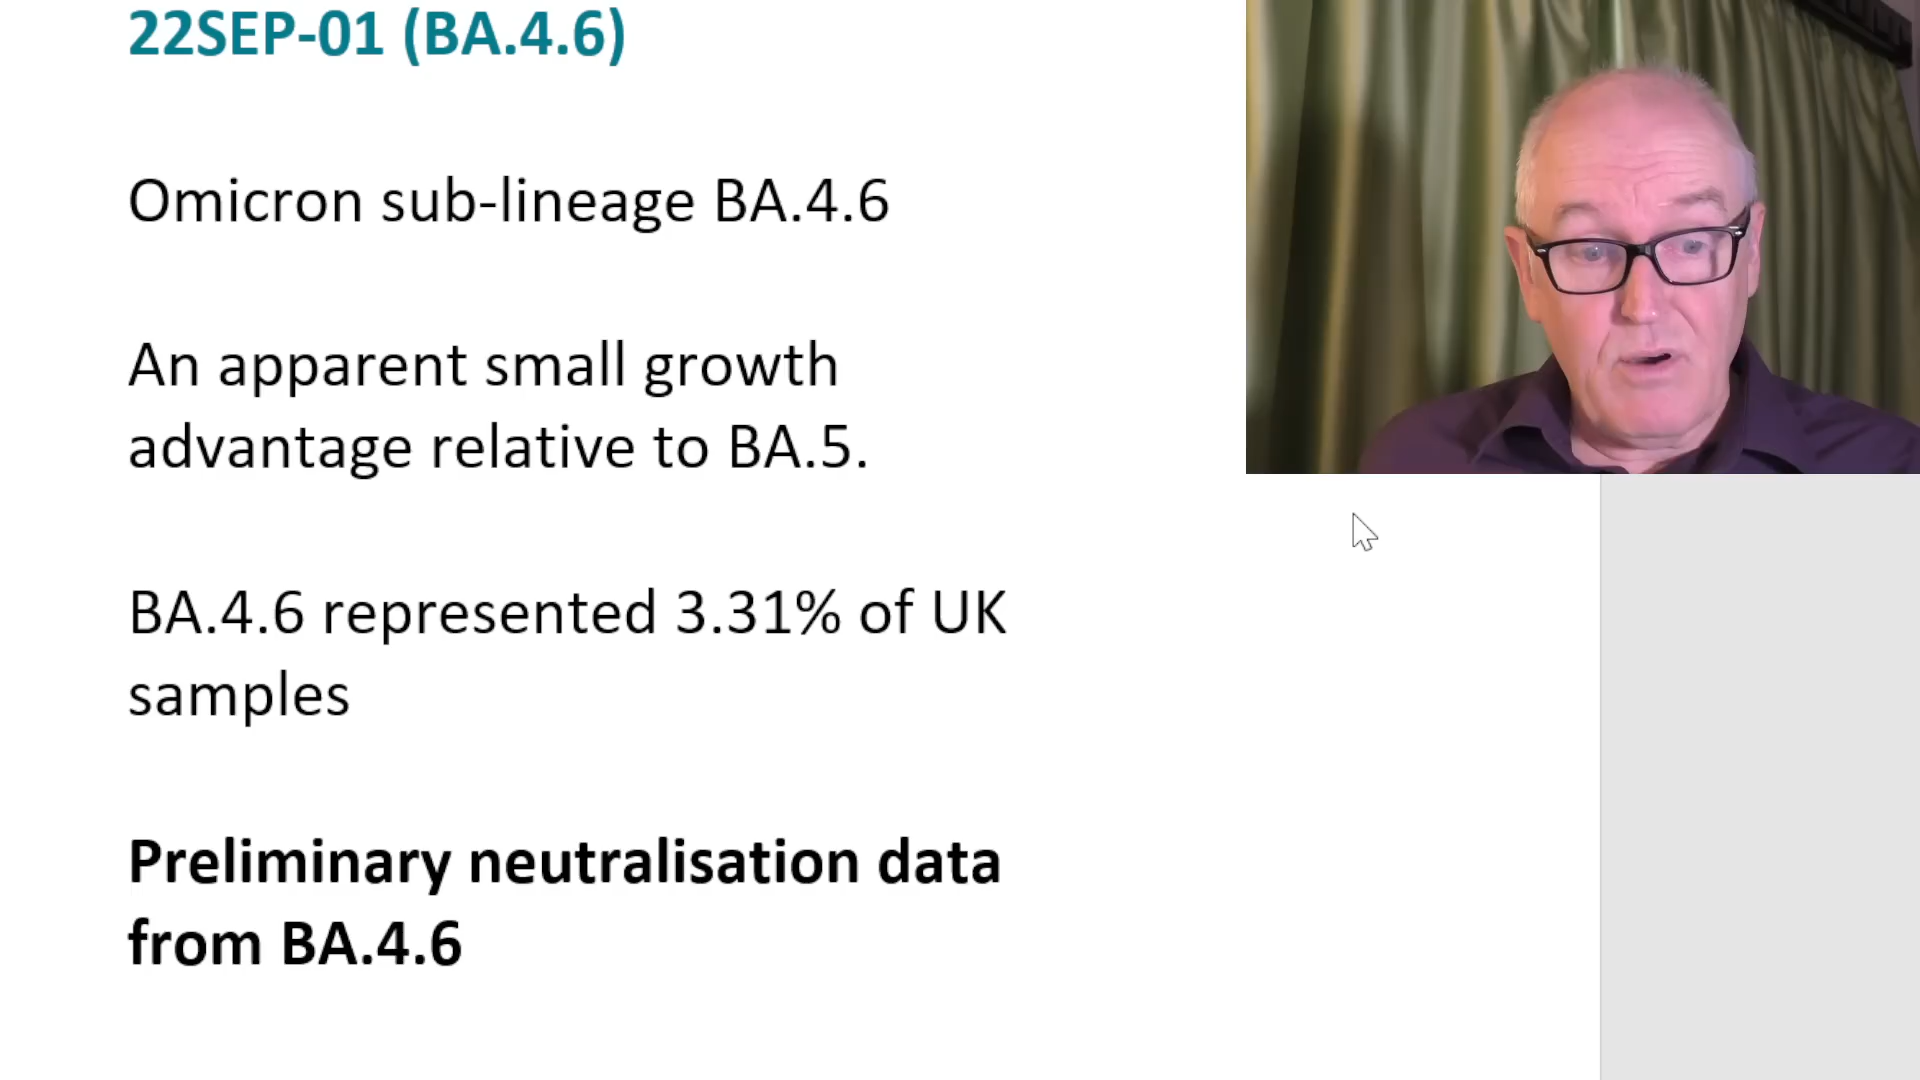 22SEP-01 (BA.4.6)
Omicron sub-lineage BA.4.6
An apparent small growth
advantage relative to BA.5.
BA.4.6 represented 3.31% of UK
samples
Preliminary neutralisation data
from BA.4.6